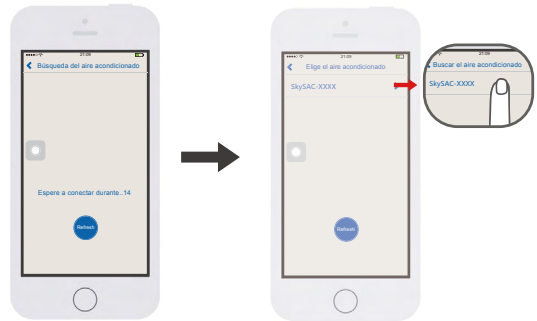 21:06
Búsqueda del aire acondicionado
Espere a conectar durante..14
Refresh
21:06
Elige el aire acondicionado
SkySAC-XXXX
Refresh
21:06
Buscar el aire acondicionado
SkySAC-XXXX